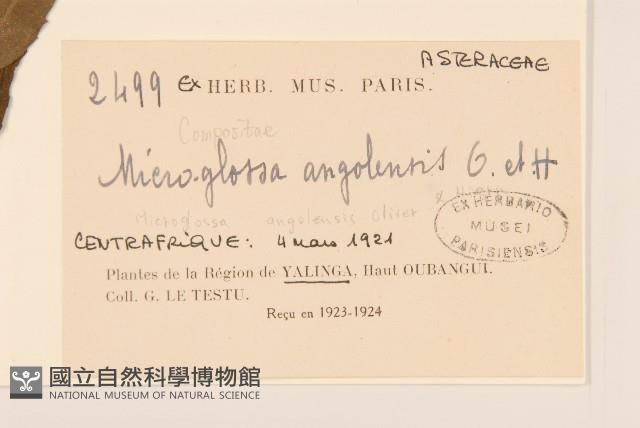 ASTERACEAE
2499 EX HERB. MUS. PARIS.
Compositae
Microglossa angolensis O. et H
Microglossa angolensis Oliver & Hiern
EX HERBARIO
MUSEI
PARISIENSIS
CENTRAFRIQUE: 4 mars 1921
Plantes de la Région de YALINGA, Haut OUBANGUI.
Coll. G. LE TESTU.
Reçu en 1923-1924
國立自然科學博物館
NATIONAL MUSEUM OF NATURAL SCIENCE